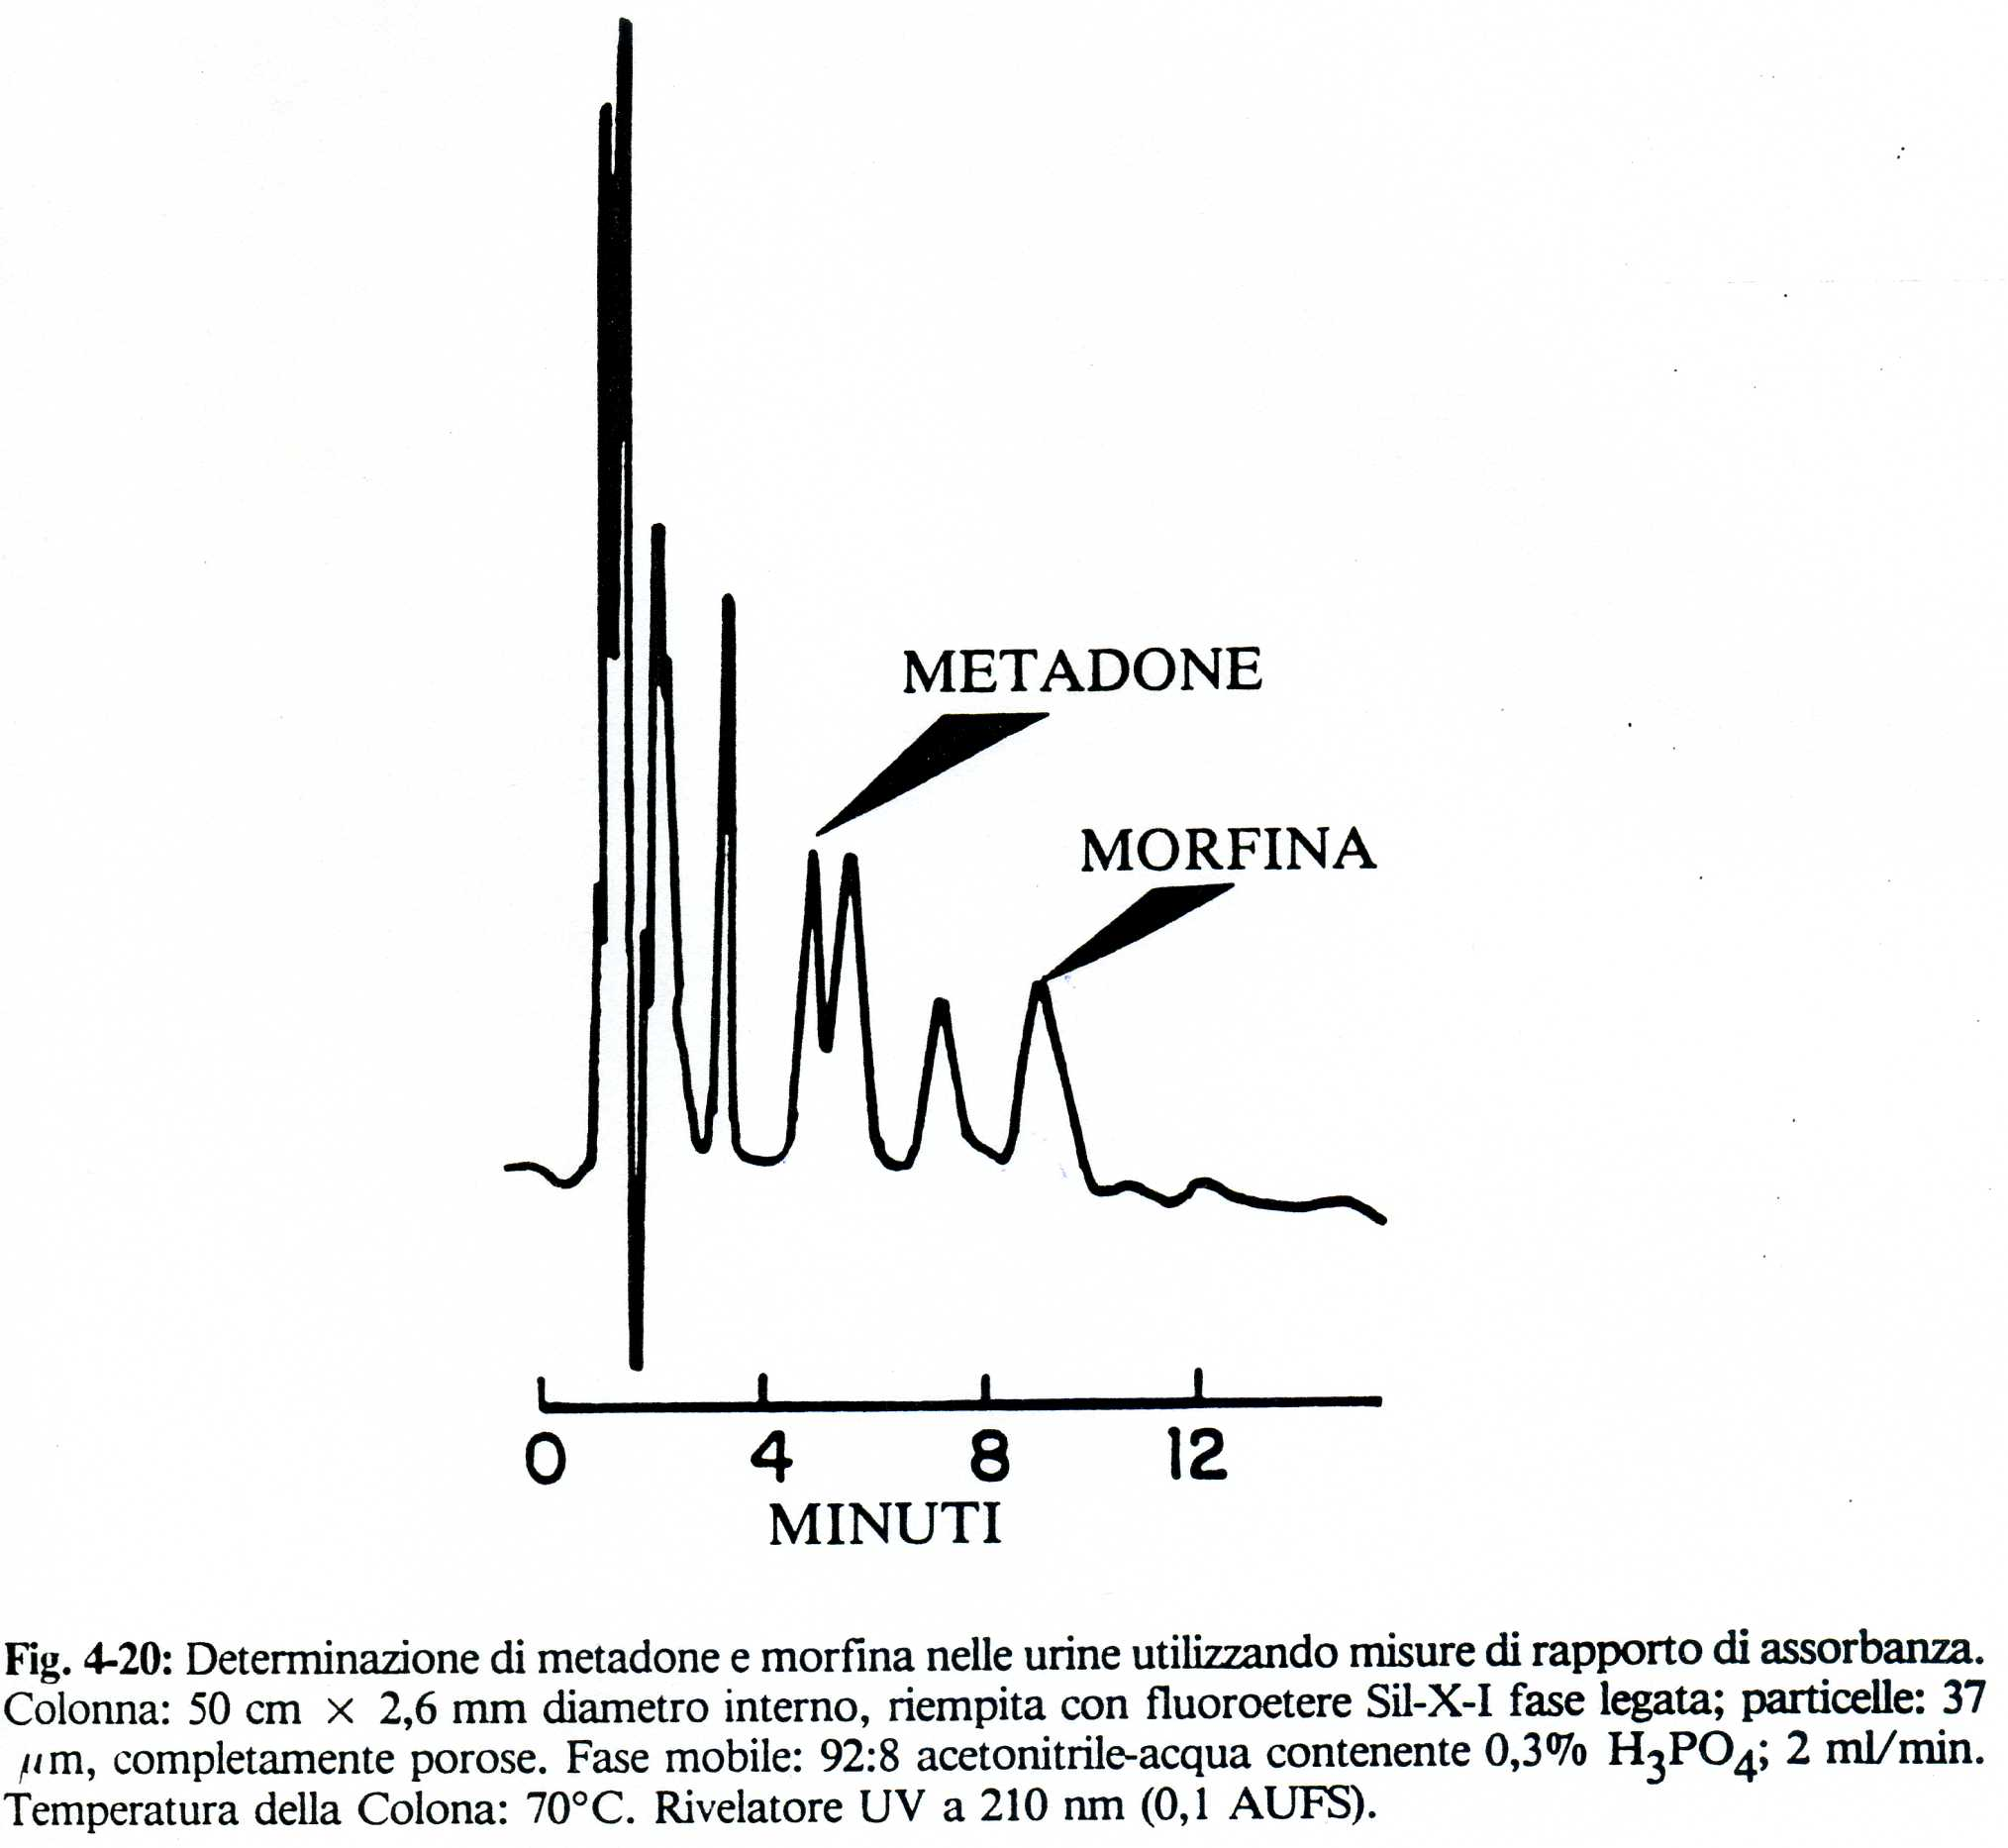 METADONE
MORFINA
0 4 8 12
MINUTI
Fig. 4-20: Determinazione di metadone e morfina nelle urine utilizzando misure di rapporto di assorbanza.
Colonna: 50 cm × 2,6 mm diametro interno, riempita con fluoroetere Sil-X-I fase legata; particelle: 37
μm, completamente porose. Fase mobile: 92:8 acetonitrile-acqua contenente 0,3% H₃PO₄; 2 ml/min.
Temperatura della Colona: 70°C. Rivelatore UV a 210 nm (0,1 AUFS).